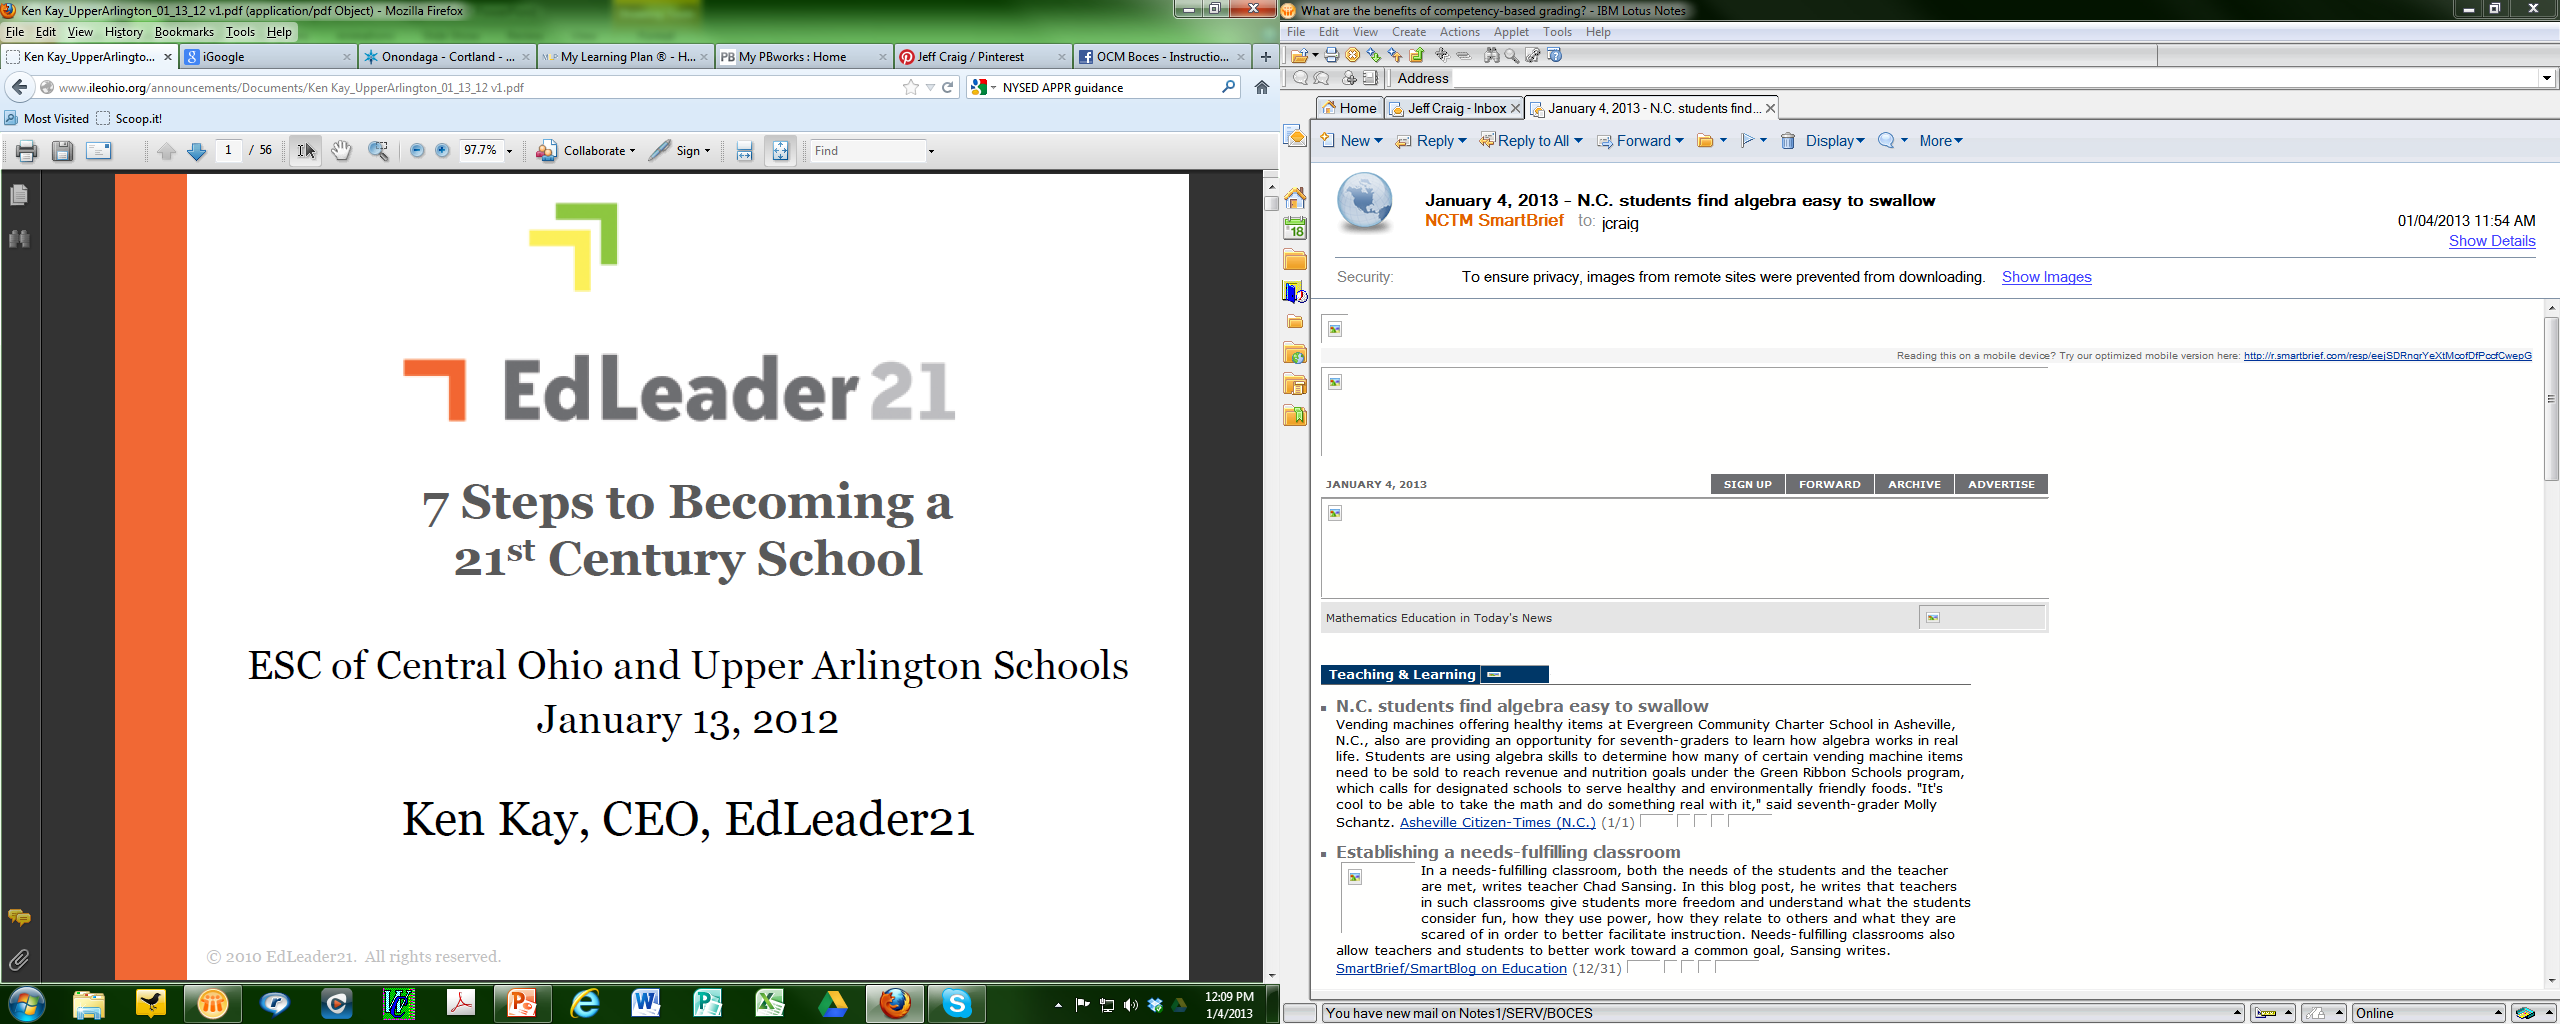 Ken Kay_UpperArlington_01_13_12 v1.pdf (application/pdf Object) - Mozilla Firefox
File Edit View History Bookmarks Tools Help
Ken Kay_UpperArlingto... iGoogle Onondaga - Cortland - ... My Learning Plan ® - H... My PBworks : Home Jeff Craig / Pinterest OCM Boces - Instructio...
www.ileohio.org/announcements/Documents/Ken Kay_UpperArlington_01_13_12 v1.pdf
NYSED APPR guidance
Most Visited Scoop.it!
1 / 56 97.7% Collaborate Sign Find
EdLeader 21
7 Steps to Becoming a
21st Century School
ESC of Central Ohio and Upper Arlington Schools
January 13, 2012
Ken Kay, CEO, EdLeader21
© 2010 EdLeader21. All rights reserved.
12:09 PM
1/4/2013
What are the benefits of competency-based grading? - IBM Lotus Notes
File Edit View Create Actions Applet Tools Help
Address
Home Jeff Craig - Inbox January 4, 2013 - N.C. students find...
New Reply Reply to All Forward Display More
January 4, 2013 - N.C. students find algebra easy to swallow
NCTM SmartBrief to: jcraig
01/04/2013 11:54 AM
Show Details
Security: To ensure privacy, images from remote sites were prevented from downloading. Show Images
Reading this on a mobile device? Try our optimized mobile version here:
JANUARY 4, 2013
SIGN UP FORWARD ARCHIVE ADVERTISE
Mathematics Education in Today's News
Teaching & Learning
N.C. students find algebra easy to swallow
Vending machines offering healthy items at Evergreen Community Charter School in Asheville,
N.C., also are providing an opportunity for seventh-graders to learn how algebra works in real
life. Students are using algebra skills to determine how many of certain vending machine items
need to be sold to reach revenue and nutrition goals under the Green Ribbon Schools program,
which calls for designated schools to serve healthy and environmentally friendly foods. "It's
cool to be able to take the math and do something real with it," said seventh-grader Molly
Schantz. Asheville Citizen-Times (N.C.) (1/1)
Establishing a needs-fulfilling classroom
In a needs-fulfilling classroom, both the needs of the students and the teacher
are met, writes teacher Chad Sansing. In this blog post, he writes that teachers
in such classrooms give students more freedom and understand what the students
consider fun, how they use power, how they relate to others and what they are
scared of in order to better facilitate instruction. Needs-fulfilling classrooms also
allow teachers and students to better work toward a common goal, Sansing writes.
SmartBrief/SmartBlog on Education (12/31)
You have new mail on Notes1/SERV/BOCES
Online